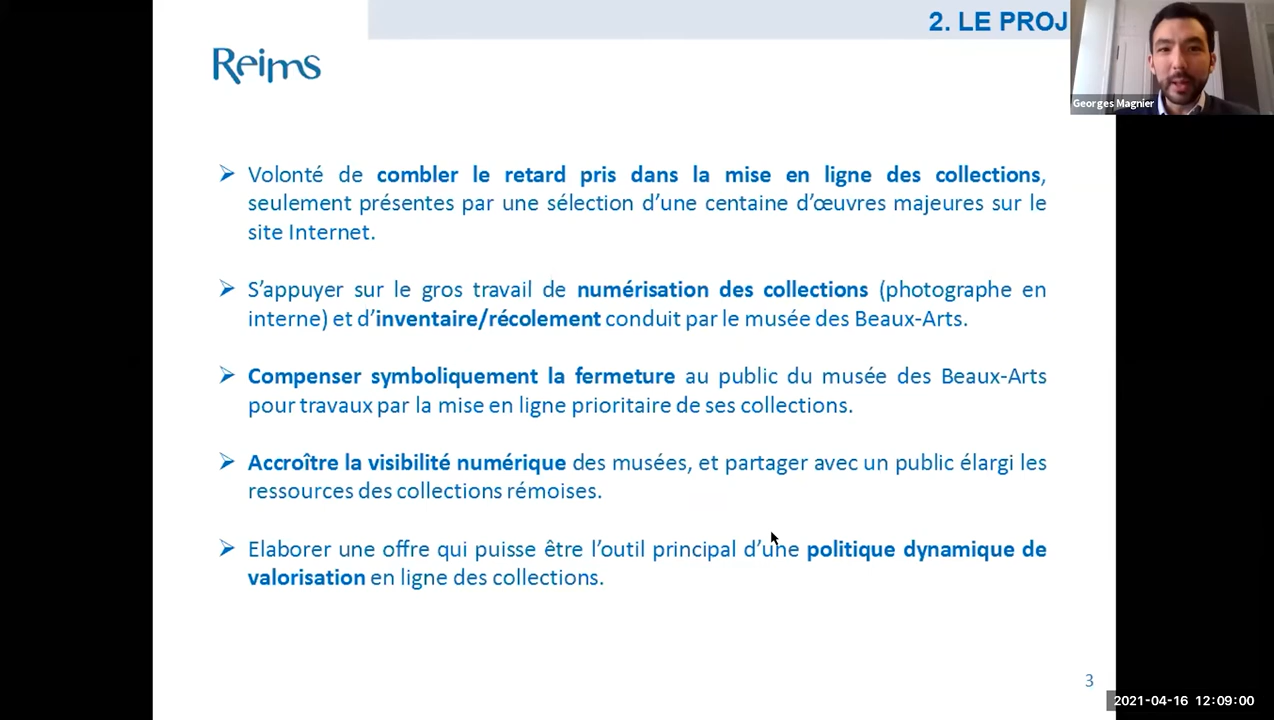 2. LE PROJ
Reims
Georges Magnier
➢ Volonté de combler le retard pris dans la mise en ligne des collections,
seulement présentes par une sélection d’une centaine d’œuvres majeures sur le
site Internet.
➢ S’appuyer sur le gros travail de numérisation des collections (photographe en
interne) et d’inventaire/récolement conduit par le musée des Beaux-Arts.
➢ Compenser symboliquement la fermeture au public du musée des Beaux-Arts
pour travaux par la mise en ligne prioritaire de ses collections.
➢ Accroître la visibilité numérique des musées, et partager avec un public élargi les
ressources des collections rémoises.
➢ Elaborer une offre qui puisse être l’outil principal d’une politique dynamique de
valorisation en ligne des collections.
3
2021-04-16 12:09:00